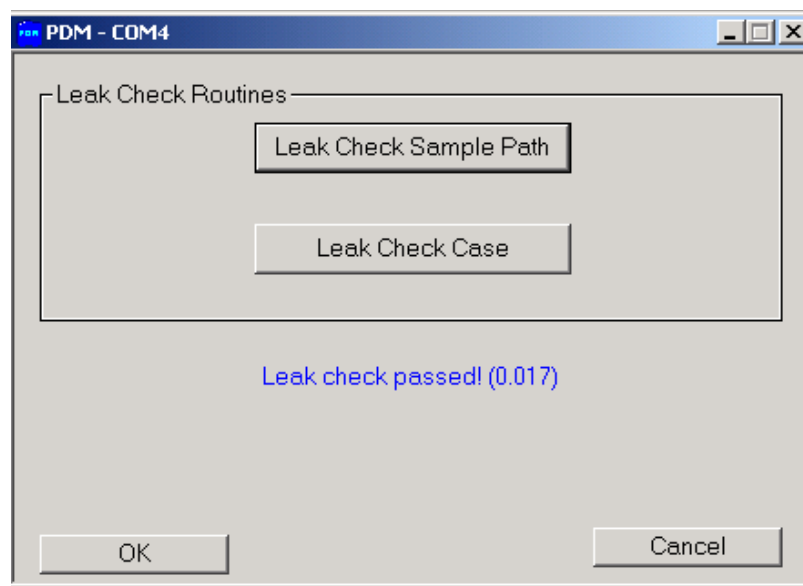 PDM - COM4
Leak Check Routines
Leak Check Sample Path
Leak Check Case
Leak check passed! (0.017)
OK
Cancel